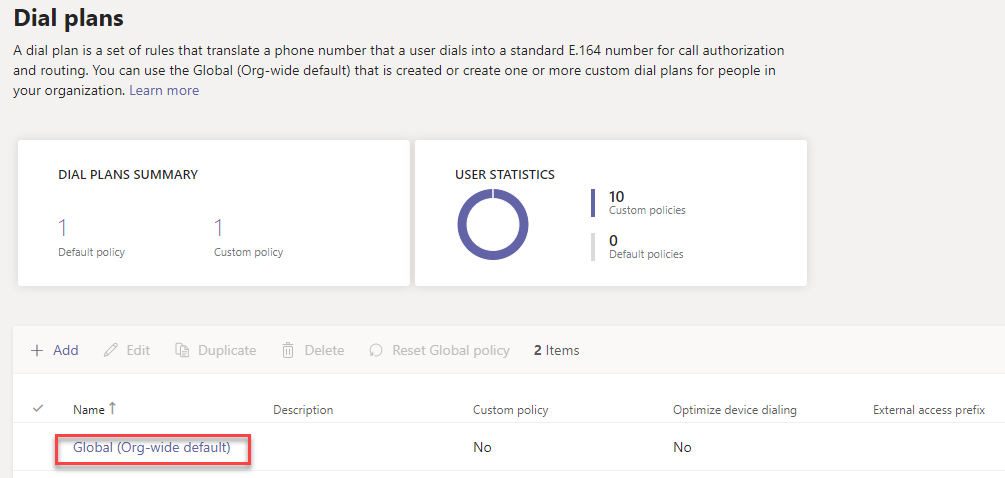 Dial plans
A dial plan is a set of rules that translate a phone number that a user dials into a standard E.164 number for call authorization
and routing. You can use the Global (Org-wide default) that is created or create one or more custom dial plans for people in
your organization. Learn more
DIAL PLANS SUMMARY
1
Default policy
1
Custom policy
USER STATISTICS
10
Custom policies
0
Default policies
Add Edit Duplicate Delete Reset Global policy 2 Items
Name Description Custom policy Optimize device dialing External access prefix
Global (Org-wide default) No No